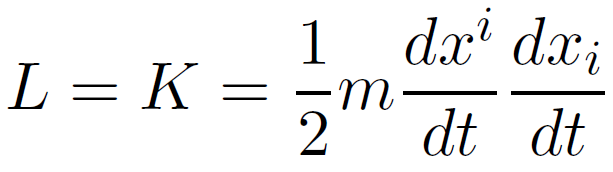 L = K = \frac{1}{2} m \frac{dx^i}{dt} \frac{dx_i}{dt}